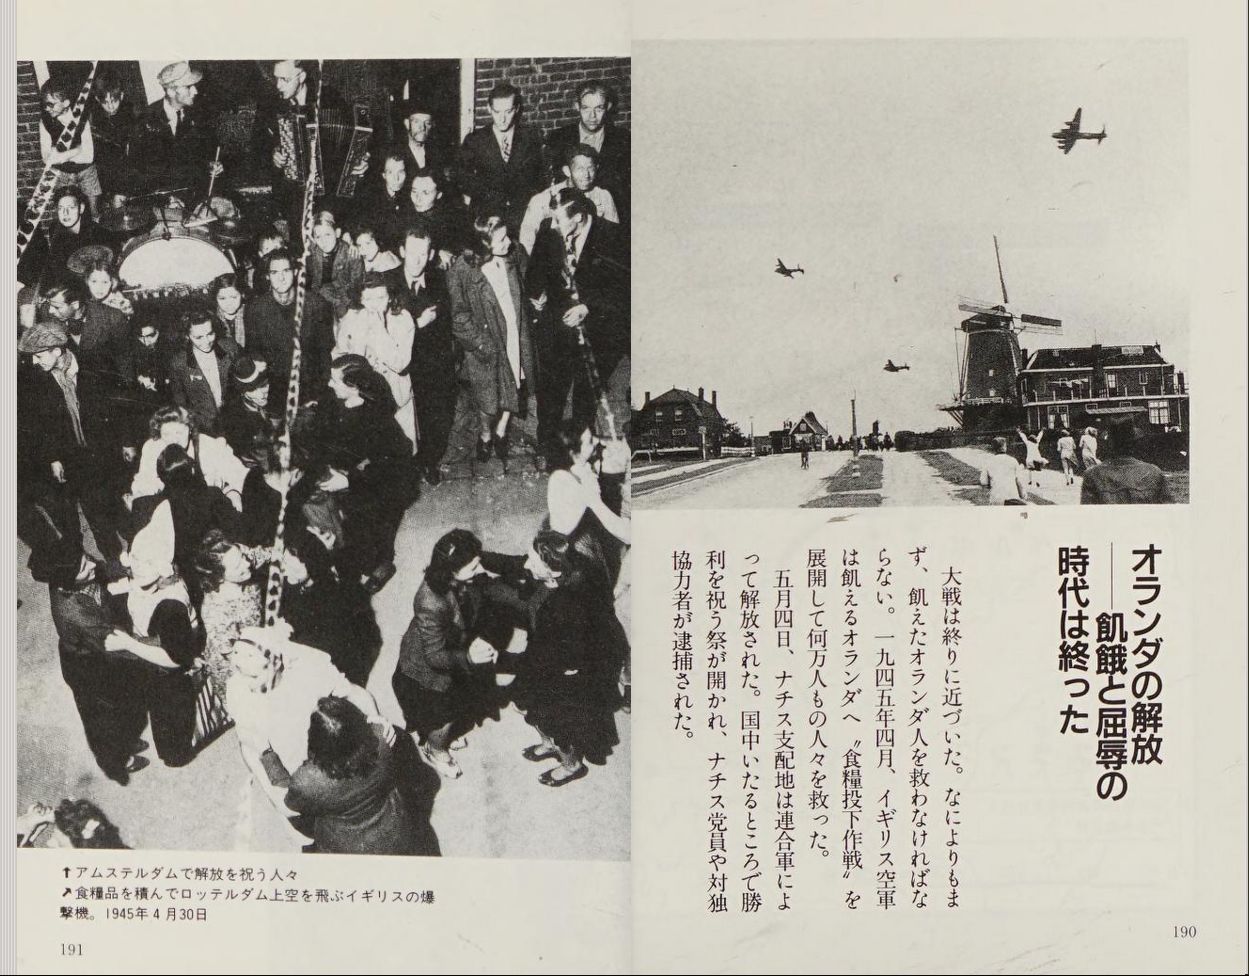 オランダの解放
――飢餓と屈辱の
時代は終った
大戦は終りに近づいた。なによりもま
ず、飢えたオランダ人を救わなければな
らない。一九四五年四月、イギリス空軍
は飢えるオランダへ〝食糧投下作戦〟を
展開して何万人もの人々を救った。
五月四日、ナチス支配地は連合軍によ
って解放された。国中いたるところで勝
利を祝う祭が開かれ、ナチス党員や対独
協力者が逮捕された。
190
⬆アムステルダムで解放を祝う人々
⬈食糧品を積んでロッテルダム上空を飛ぶイギリスの爆
撃機。1945年4月30日
191